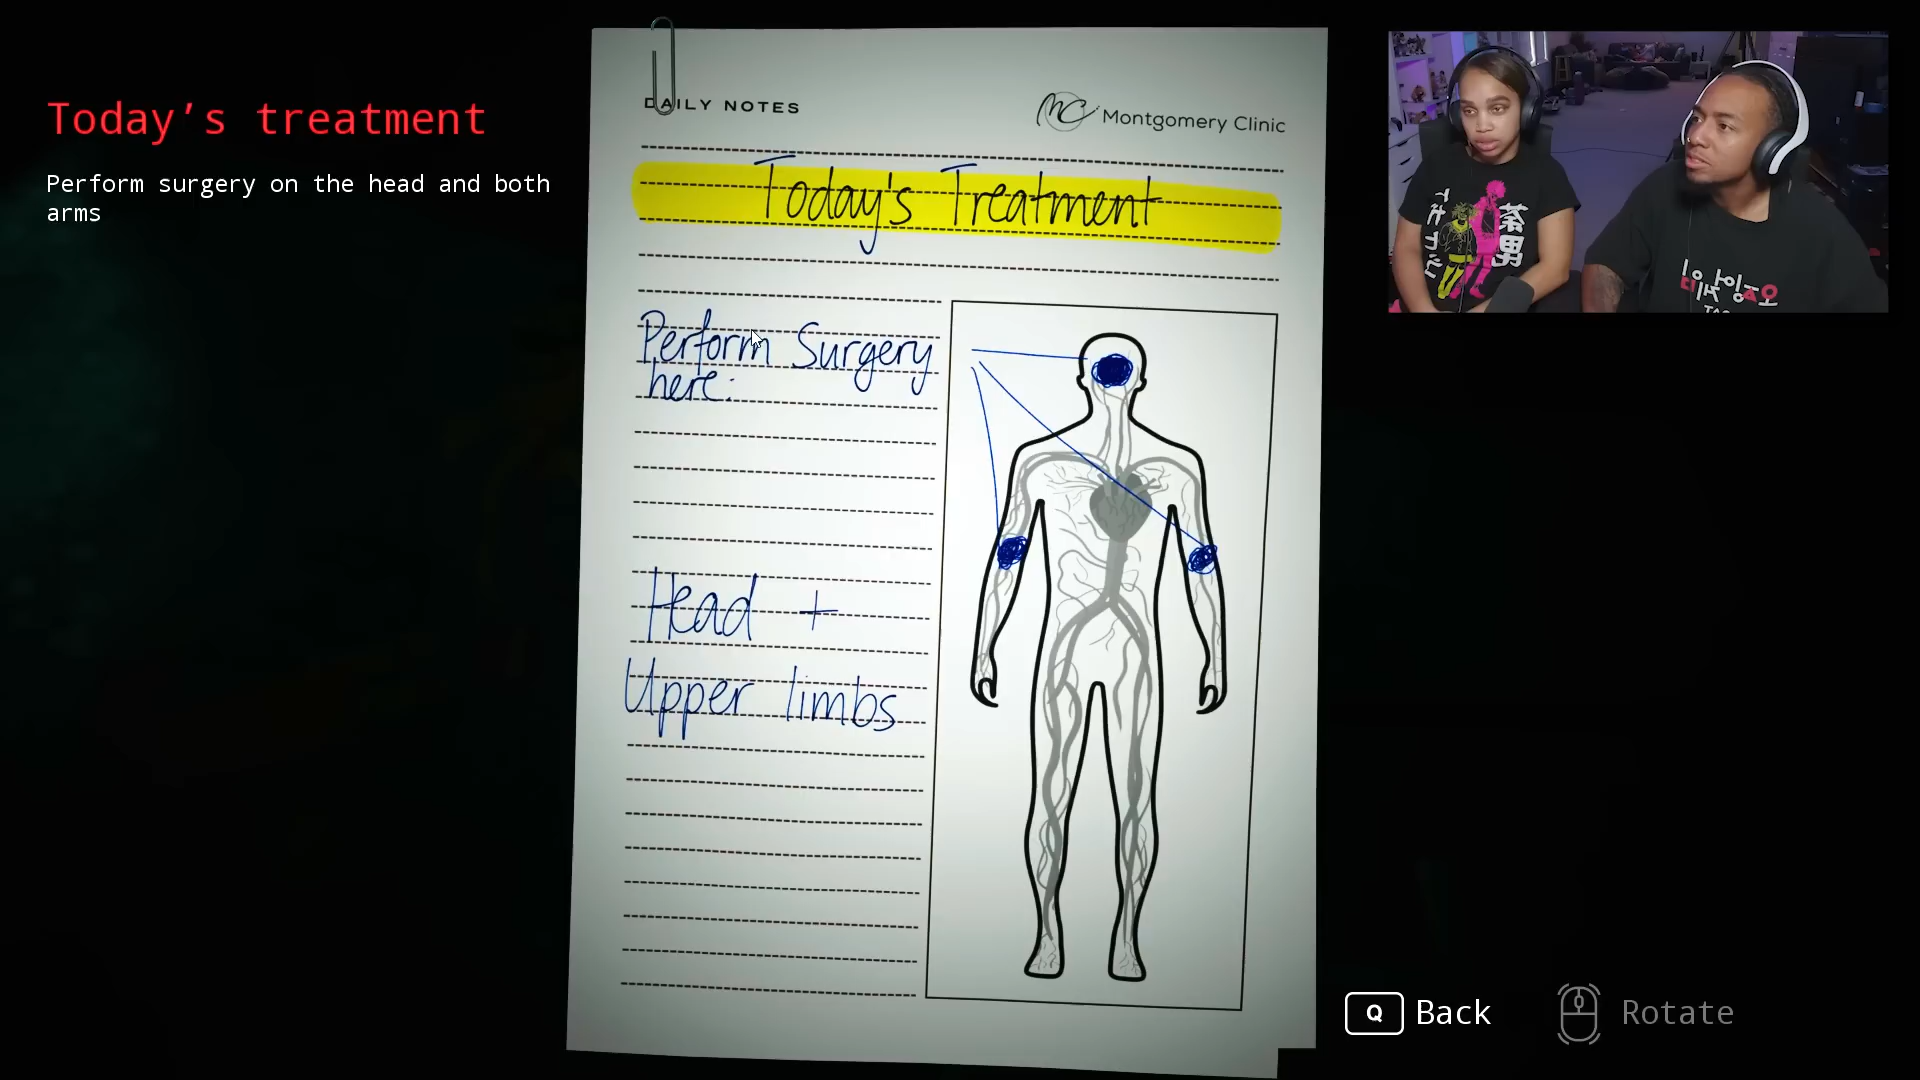 Today's treatment
Perform surgery on the head and both
arms
DAILY NOTES
MC Montgomery Clinic
Today's Treatment
Perform Surgery
here:
Head +
Upper limbs
Q Back
Rotate